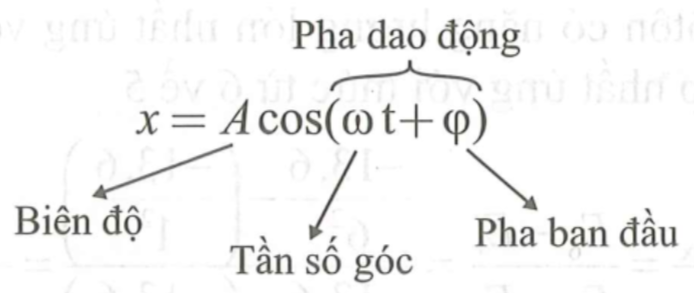 Pha dao động
x = A cos(ω t + φ)
Biên độ
Tần số góc
Pha ban đầu